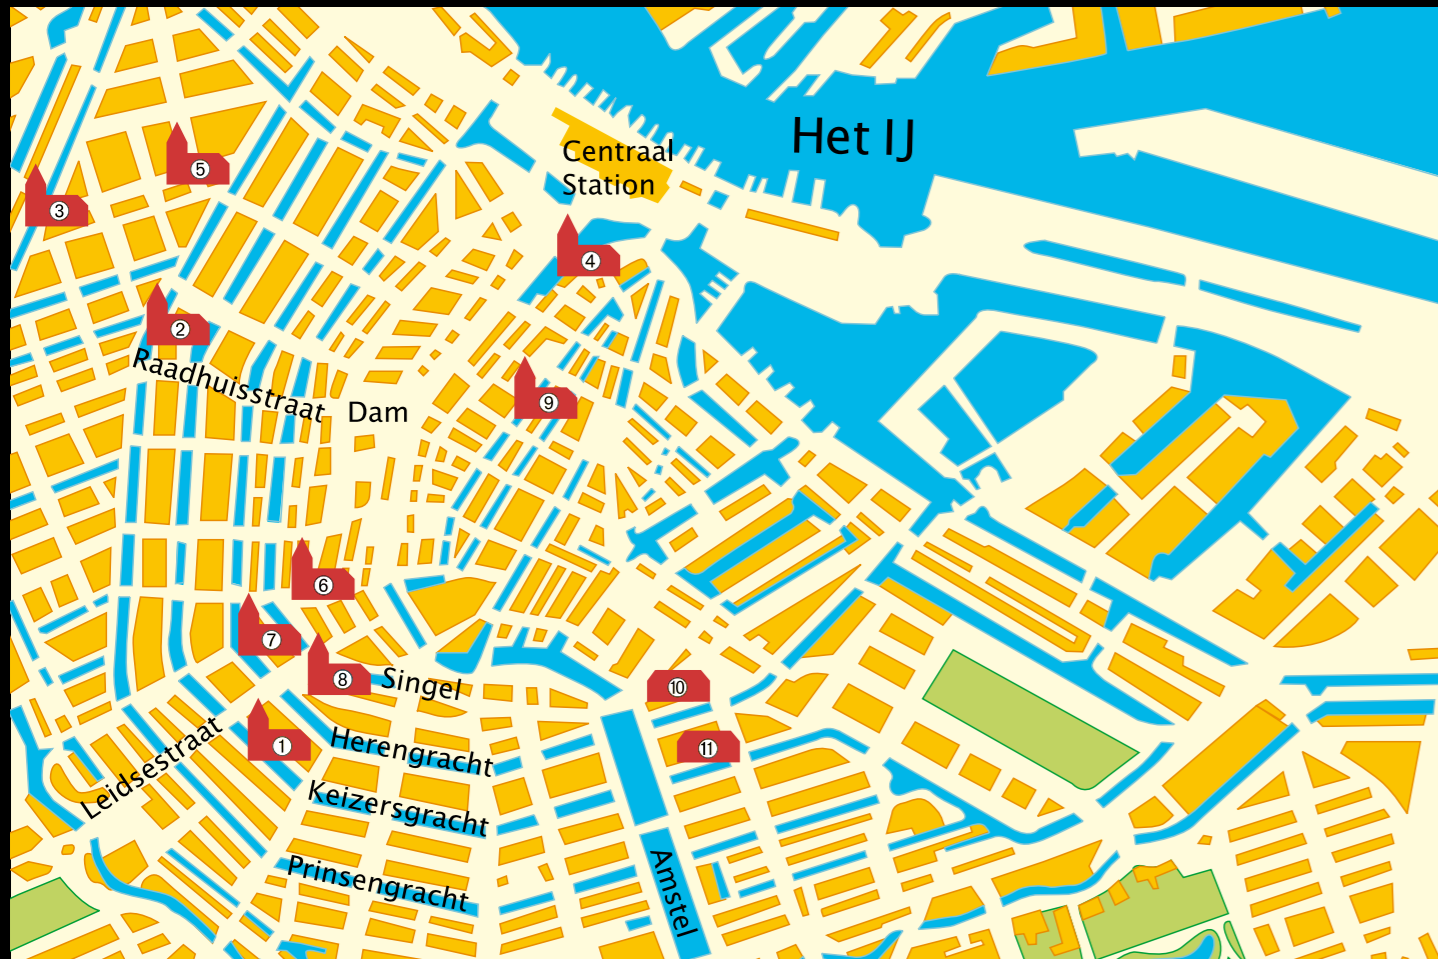 Het IJ
Centraal
Station
5
3
4
2
Raadhuisstraat
Dam
9
6
7
8
Singel
10
1
11
Leidsestraat
Herengracht
Keizersgracht
Prinsengracht
Amstel